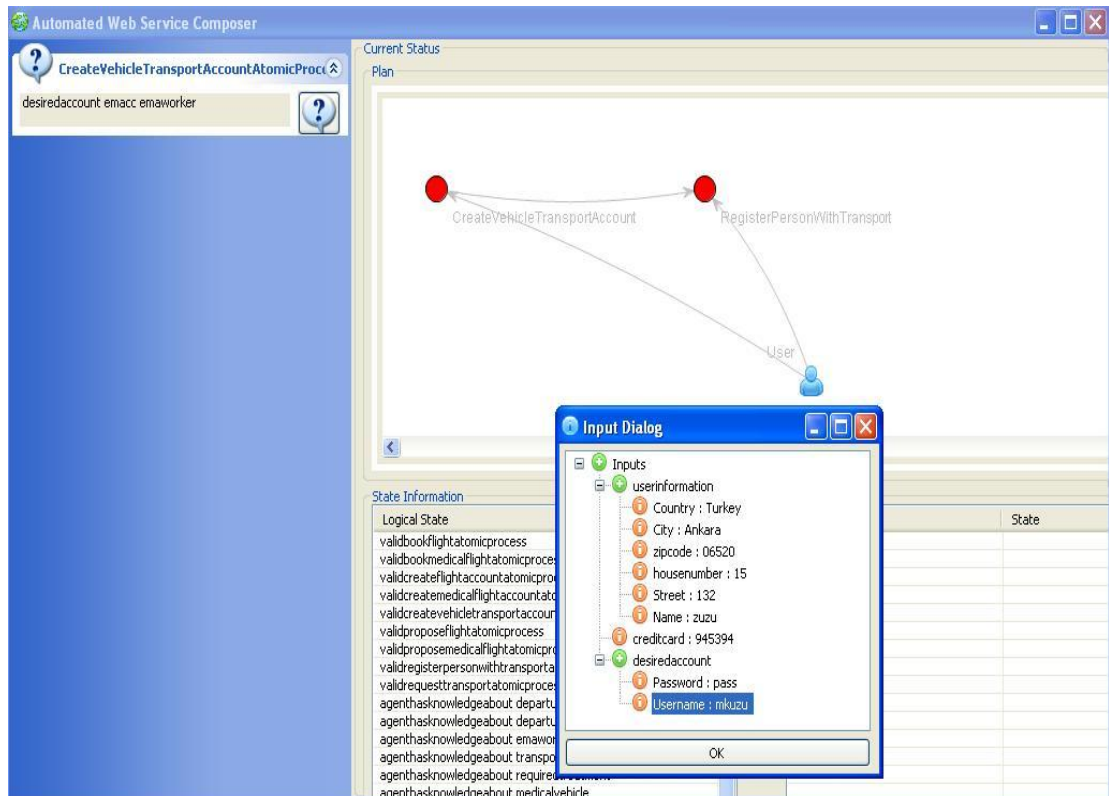 Automated Web Service Composer
CreateVehicleTransportAccountAtomicProc
desiredaccount emacc emaworker
Current Status
Plan
CreateVehicleTransportAccount
RegisterPersonWithTransport
User
Input Dialog
Inputs
userinformation
Country : Turkey
City : Ankara
zipcode : 06520
housenumber : 15
Street : 132
Name : zuzu
creditcard : 945394
desiredaccount
Password : pass
Username : mkuzu
OK
State Information
Logical State
State
validbookflightatomicprocess
validbookmedicalflightatomicproces
validcreateflightaccountatomicpro
validcreatemedicalflightaccountato
validcreatevehicletransportaccoun
validproposeflightatomicprocess
validproposemedicalflightatomicpro
validregisterpersonwithtransporta
validrequesttransportatomicproces
agenthasknowledgeabout departu
agenthasknowledgeabout departu
agenthasknowledgeabout emawor
agenthasknowledgeabout transpo
agenthasknowledgeabout requiredtreatment
agenthasknowledgeabout medicalvehicle